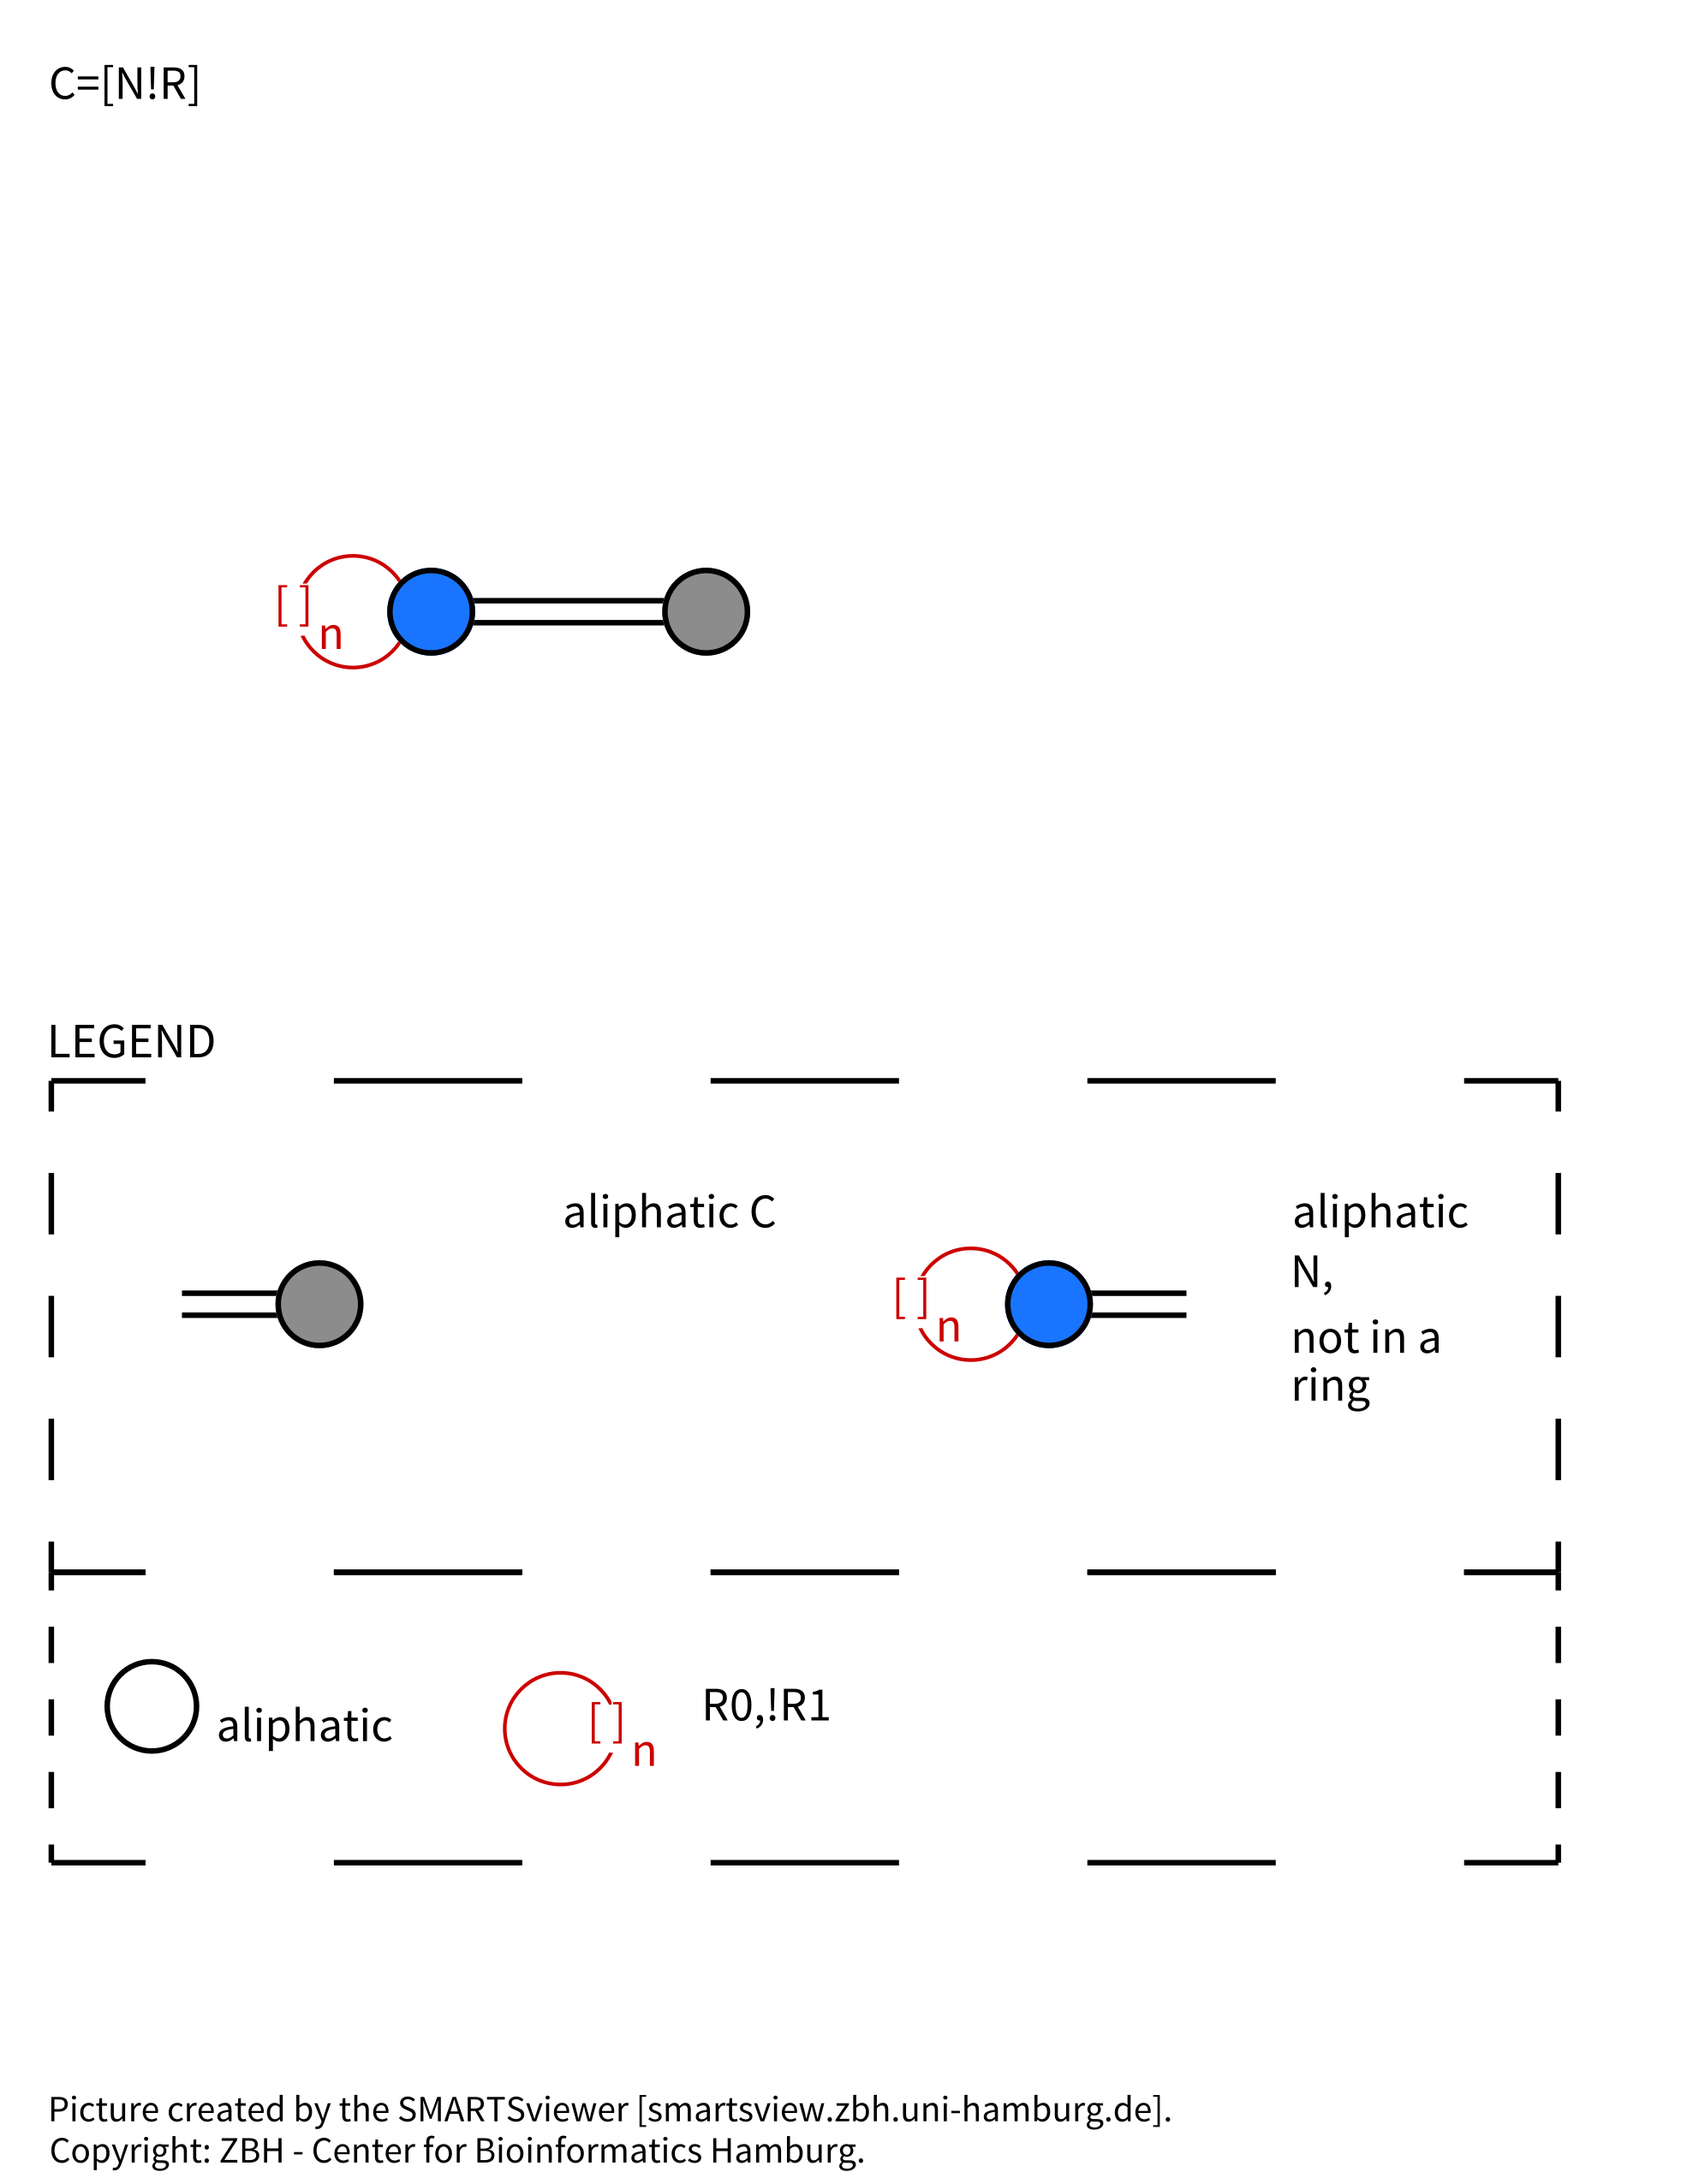 C=[N!R]
[ ]n
LEGEND
aliphatic C
[ ]n
aliphatic
N,
not in a
ring
aliphatic
[ ]n
R0,!R1
Picture created by the SMARTSviewer [smartsview.zbh.uni-hamburg.de].
Copyright: ZBH - Center for Bioinformatics Hamburg.